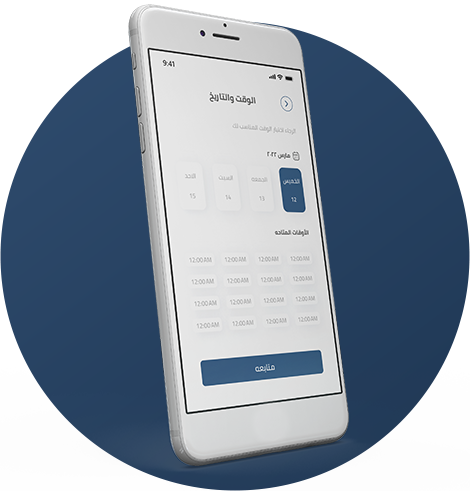 9:41
الوقت والتاريخ
الرجاء اختيار الوقت المناسب لك
مارس ٢٠٢٢
الخميس الجمعة السبت الاحد
12 13 14 15
الأوقات المتاحه
12:00 AM 12:00 AM 12:00 AM 12:00 AM
12:00 AM 12:00 AM 12:00 AM 12:00 AM
12:00 AM 12:00 AM 12:00 AM 12:00 AM
12:00 AM 12:00 AM 12:00 AM 12:00 AM
متابعه